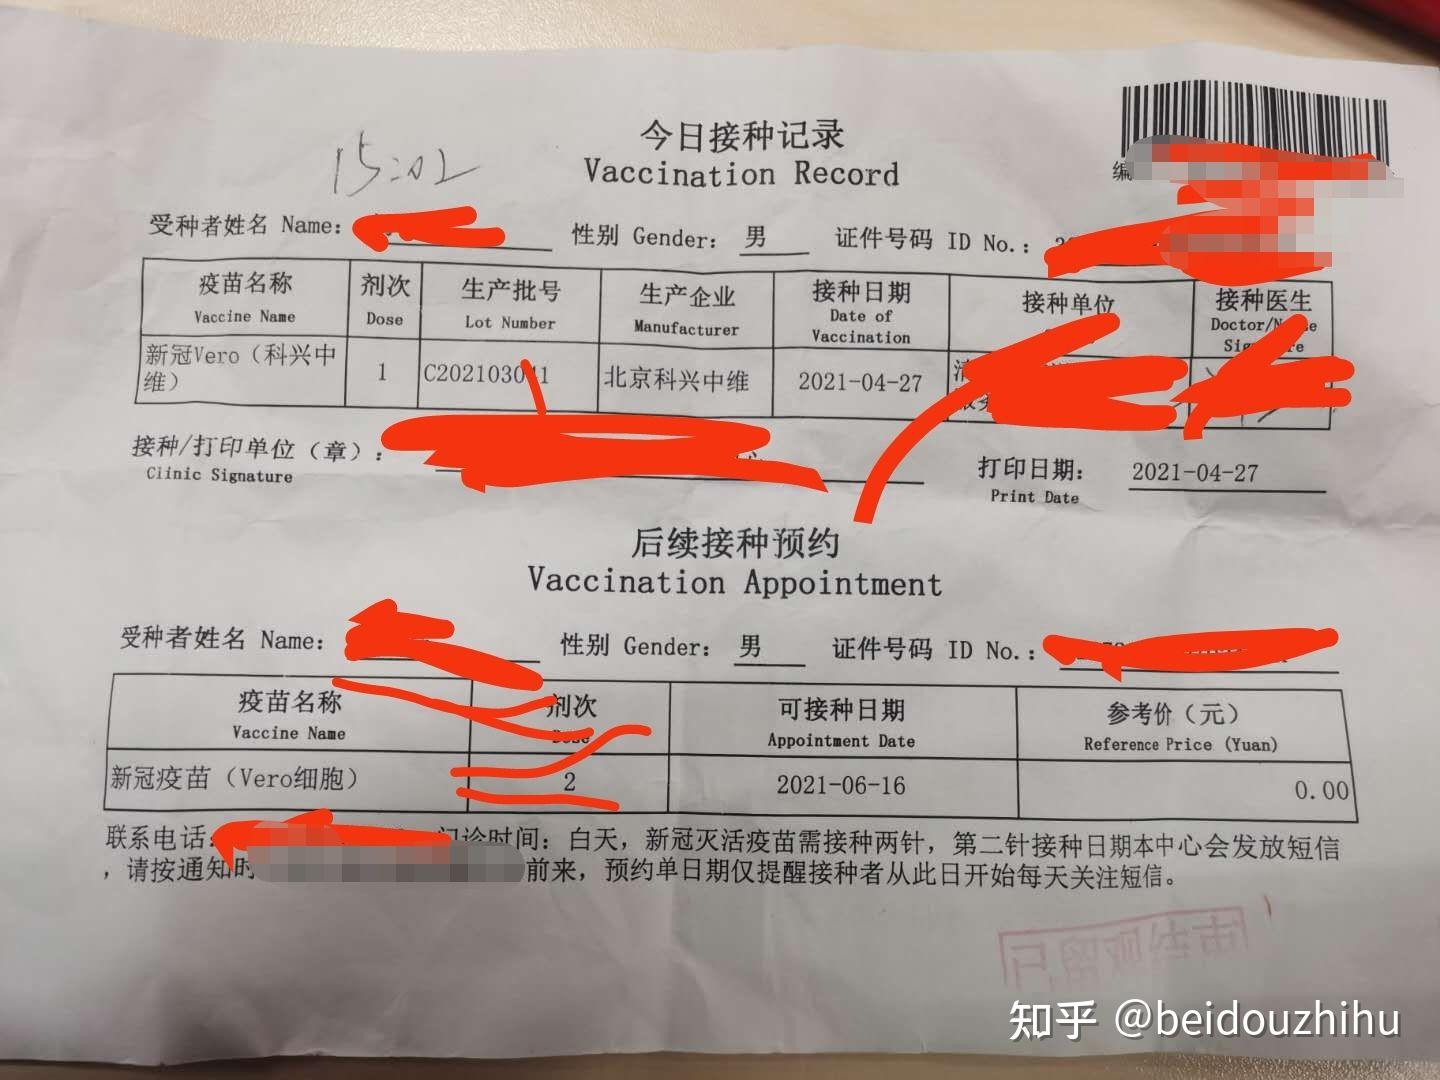 今日接种记录
Vaccination Record
15:02
编
受种者姓名 Name: 性别 Gender: 男 证件号码 ID No.:
疫苗名称 剂次 生产批号 生产企业 接种日期 接种单位 接种医生
Vaccine Name Dose Lot Number Manufacturer Date of Vaccination
新冠Vero（科兴中维） 1 北京科兴中维 2021-04-27
接种/打印单位（章）: 打印日期: 2021-04-27
Clinic Signature Print Date
后续接种预约
Vaccination Appointment
受种者姓名 Name: 性别 Gender: 男 证件号码 ID No.:
疫苗名称 剂次 可接种日期 参考价（元）
Vaccine Name Appointment Date Reference Price (Yuan)
新冠疫苗（Vero细胞） 2 2021-06-16 0.00
联系电话: 门诊时间: 白天，新冠灭活疫苗需接种两针，第二针接种日期本中心会发放短信
，请按通知时 前来，预约单日期仅提醒接种者从此日开始每天关注短信。
知乎 @beidouzhihu